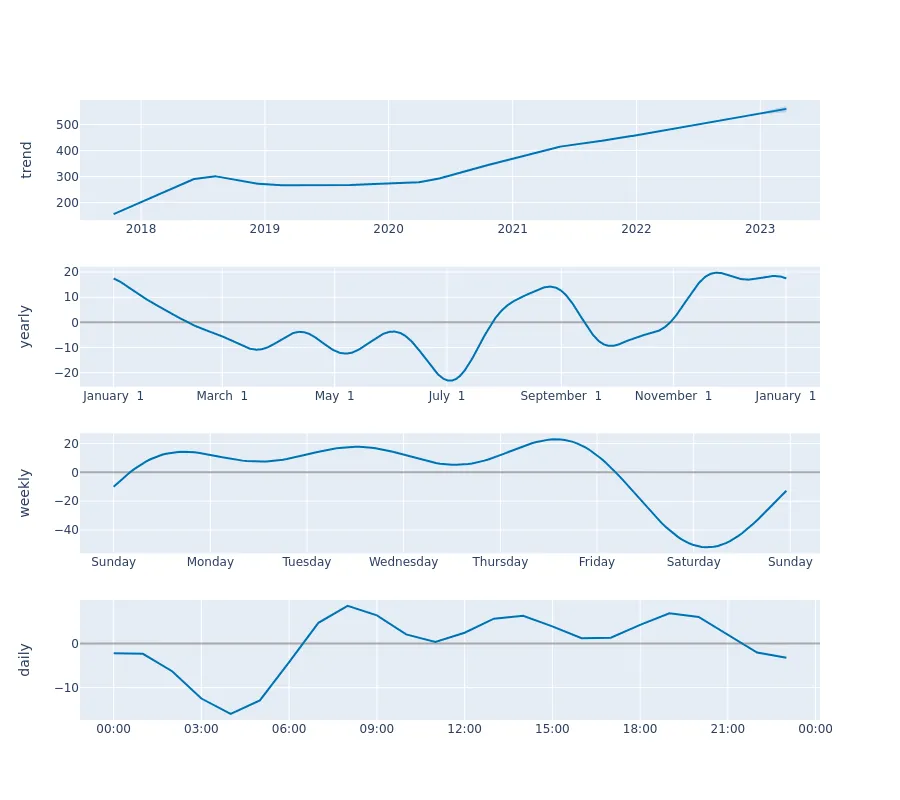 trend
500
400
300
200
2018 2019 2020 2021 2022 2023
yearly
20
10
0
−10
−20
January 1 March 1 May 1 July 1 September 1 November 1 January 1
weekly
20
0
−20
−40
Sunday Monday Tuesday Wednesday Thursday Friday Saturday Sunday
daily
0
−10
00:00 03:00 06:00 09:00 12:00 15:00 18:00 21:00 00:00